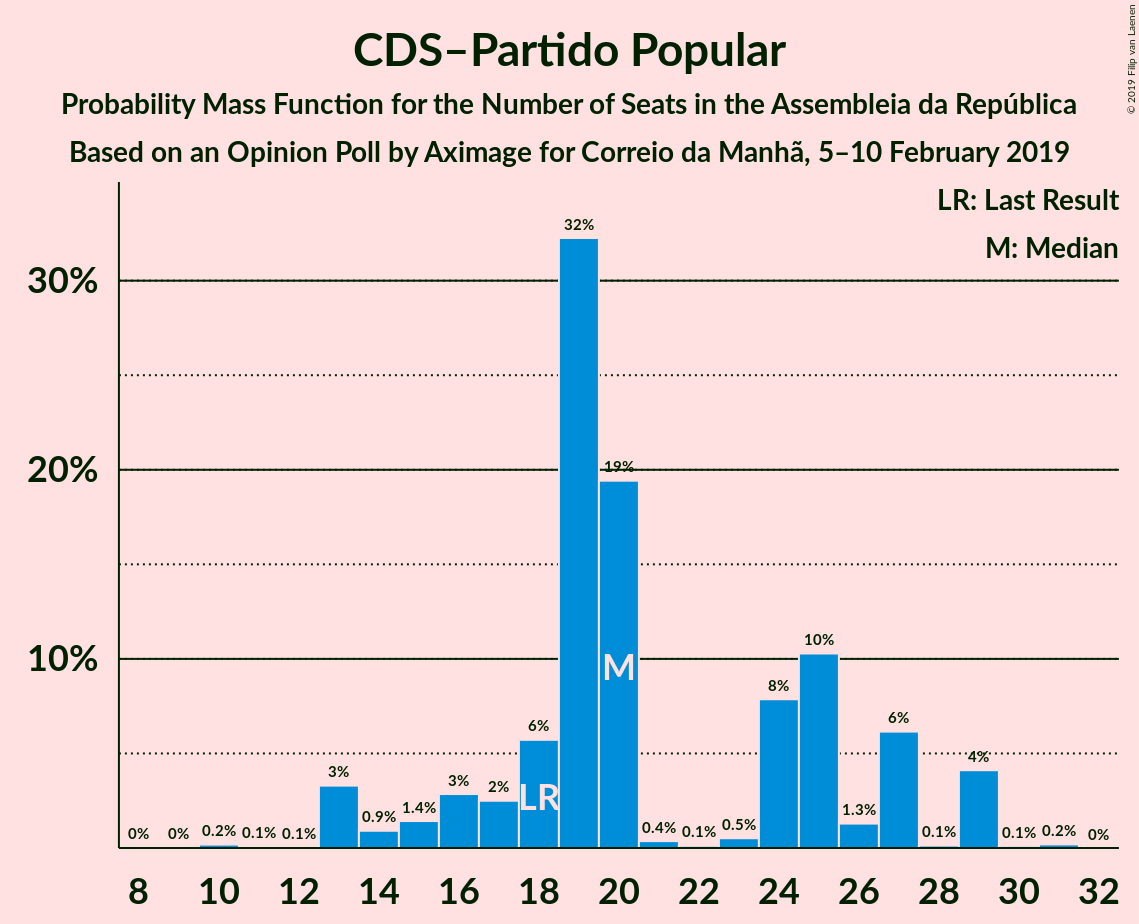 CDS–Partido Popular
Probability Mass Function for the Number of Seats in the Assembleia da República
Based on an Opinion Poll by Aximage for Correio da Manhã, 5–10 February 2019
© 2019 Filip van Laenen
LR: Last Result
M: Median
30%
20%
10%
0% 0% 0.2% 0.1% 0.1% 3% 0.9% 1.4% 3% 2% 6% 32% 19% 0.4% 0.1% 0.5% 8% 10% 1.3% 6% 0.1% 4% 0.1% 0.2% 0%
LR M
8 10 12 14 16 18 20 22 24 26 28 30 32